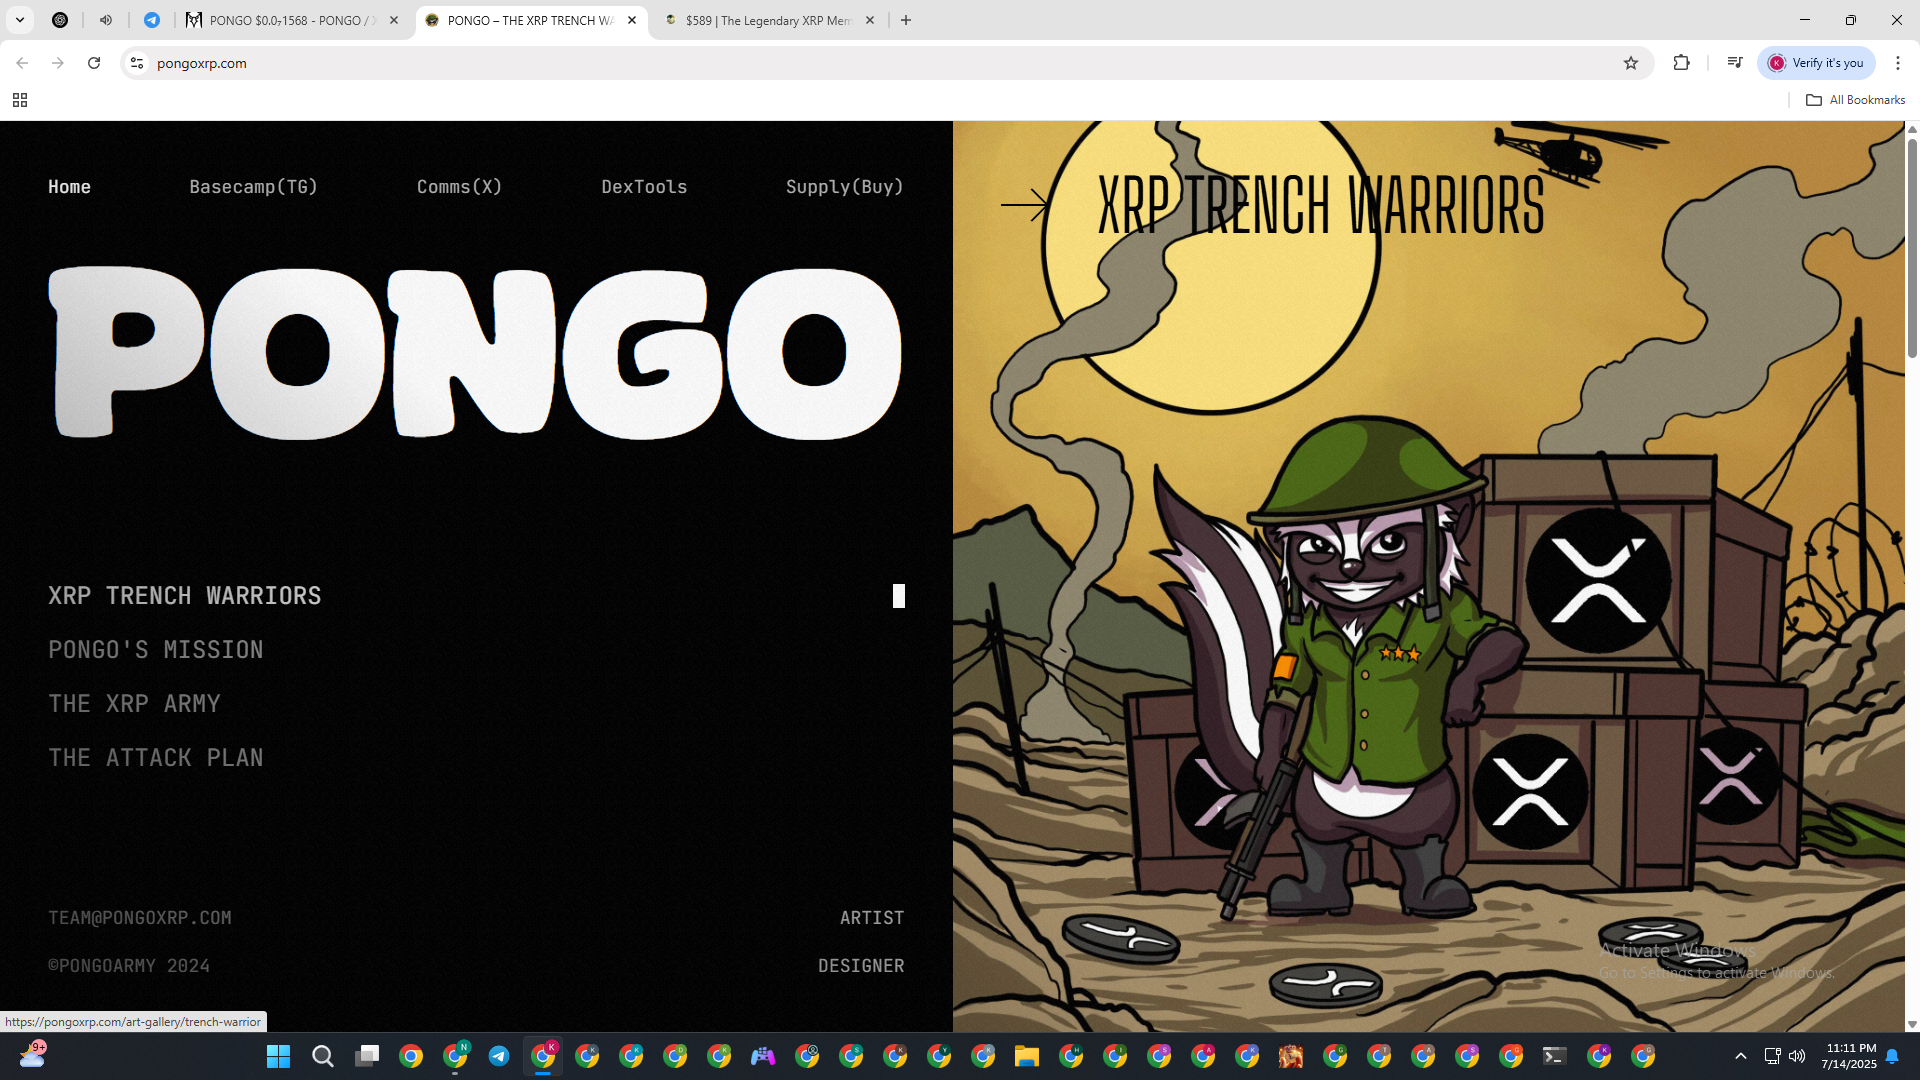 PONGO $0.0₇1568 - PONGO / X
PONGO – THE XRP TRENCH WA
$589 | The Legendary XRP Mem
pongoxrp.com
Verify it's you
All Bookmarks
Home
Basecamp(TG)
Comms(X)
DexTools
Supply(Buy)
XRP TRENCH WARRIORS
PONGO
XRP TRENCH WARRIORS
PONGO'S MISSION
THE XRP ARMY
THE ATTACK PLAN
TEAM@PONGOXRP.COM
ARTIST
©PONGOARMY 2024
DESIGNER
Activate Windows
Go to Settings to activate Windows.
https://pongoxrp.com/art-gallery/trench-warrior
9+
11:11 PM
7/14/2025